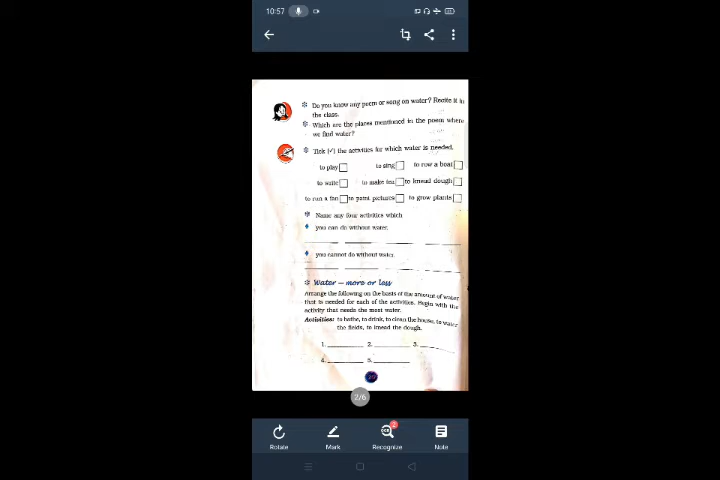 10:57
Do you know any poem or song on water? Recite it in
the class.
Which are the places mentioned in the poem where
we find water?
Tick (✓) the activities for which water is needed.
to play to sing to row a boat
to write to make tea to knead dough
to run a fan to paint pictures to grow plants
Name any four activities which
you can do without water.
you cannot do without water.
Water – more or less
Arrange the following on the basis of the amount of water
that is needed for each of the activities. Begin with the
activity that needs the most water.
Activities: to bathe, to drink, to clean the house, to water
the fields, to knead the dough.
1. 2. 3.
4. 5.
2/6
2
Rotate Mark Recognize Note